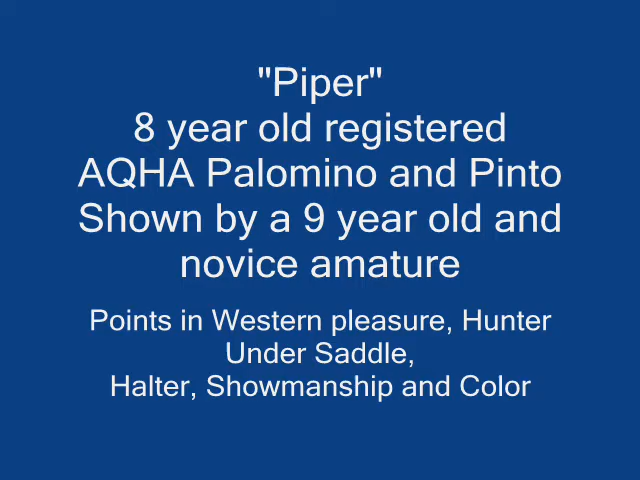 "Piper"
8 year old registered
AQHA Palomino and Pinto
Shown by a 9 year old and
novice amature
Points in Western pleasure, Hunter
Under Saddle,
Halter, Showmanship and Color